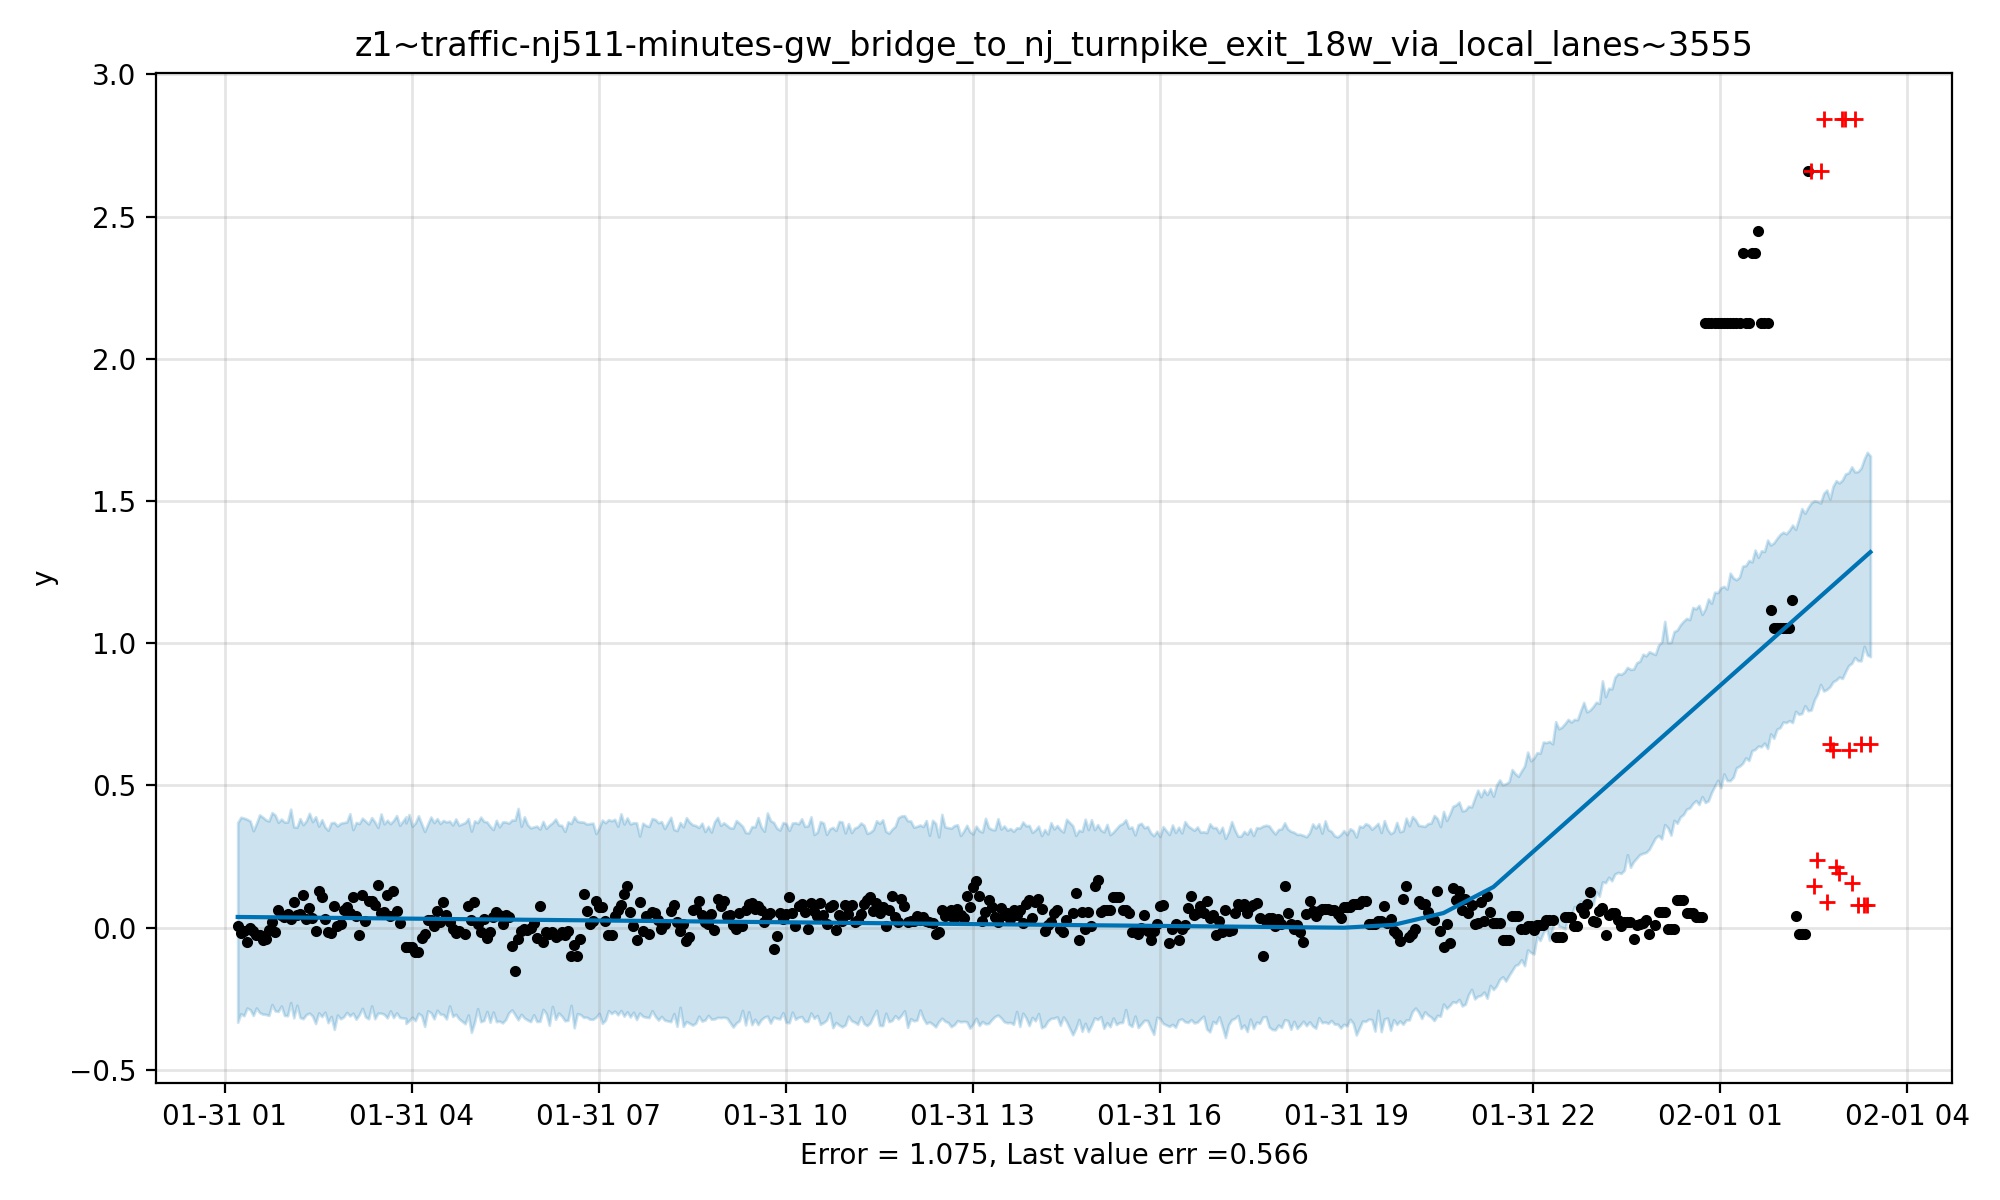 z1~traffic-nj511-minutes-gw_bridge_to_nj_turnpike_exit_18w_via_local_lanes~3555
3.0
2.5
2.0
1.5
1.0
0.5
0.0
−0.5
y
01-31 01 01-31 04 01-31 07 01-31 10 01-31 13 01-31 16 01-31 19 01-31 22 02-01 01 02-01 04
Error = 1.075, Last value err =0.566